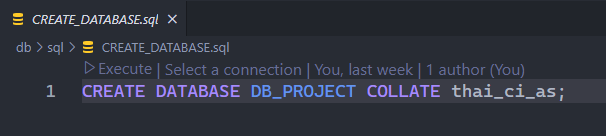 CREATE_DATABASE.sql ×
db > sql > CREATE_DATABASE.sql
Execute | Select a connection | You, last week | 1 author (You)
1 CREATE DATABASE DB_PROJECT COLLATE thai_ci_as;